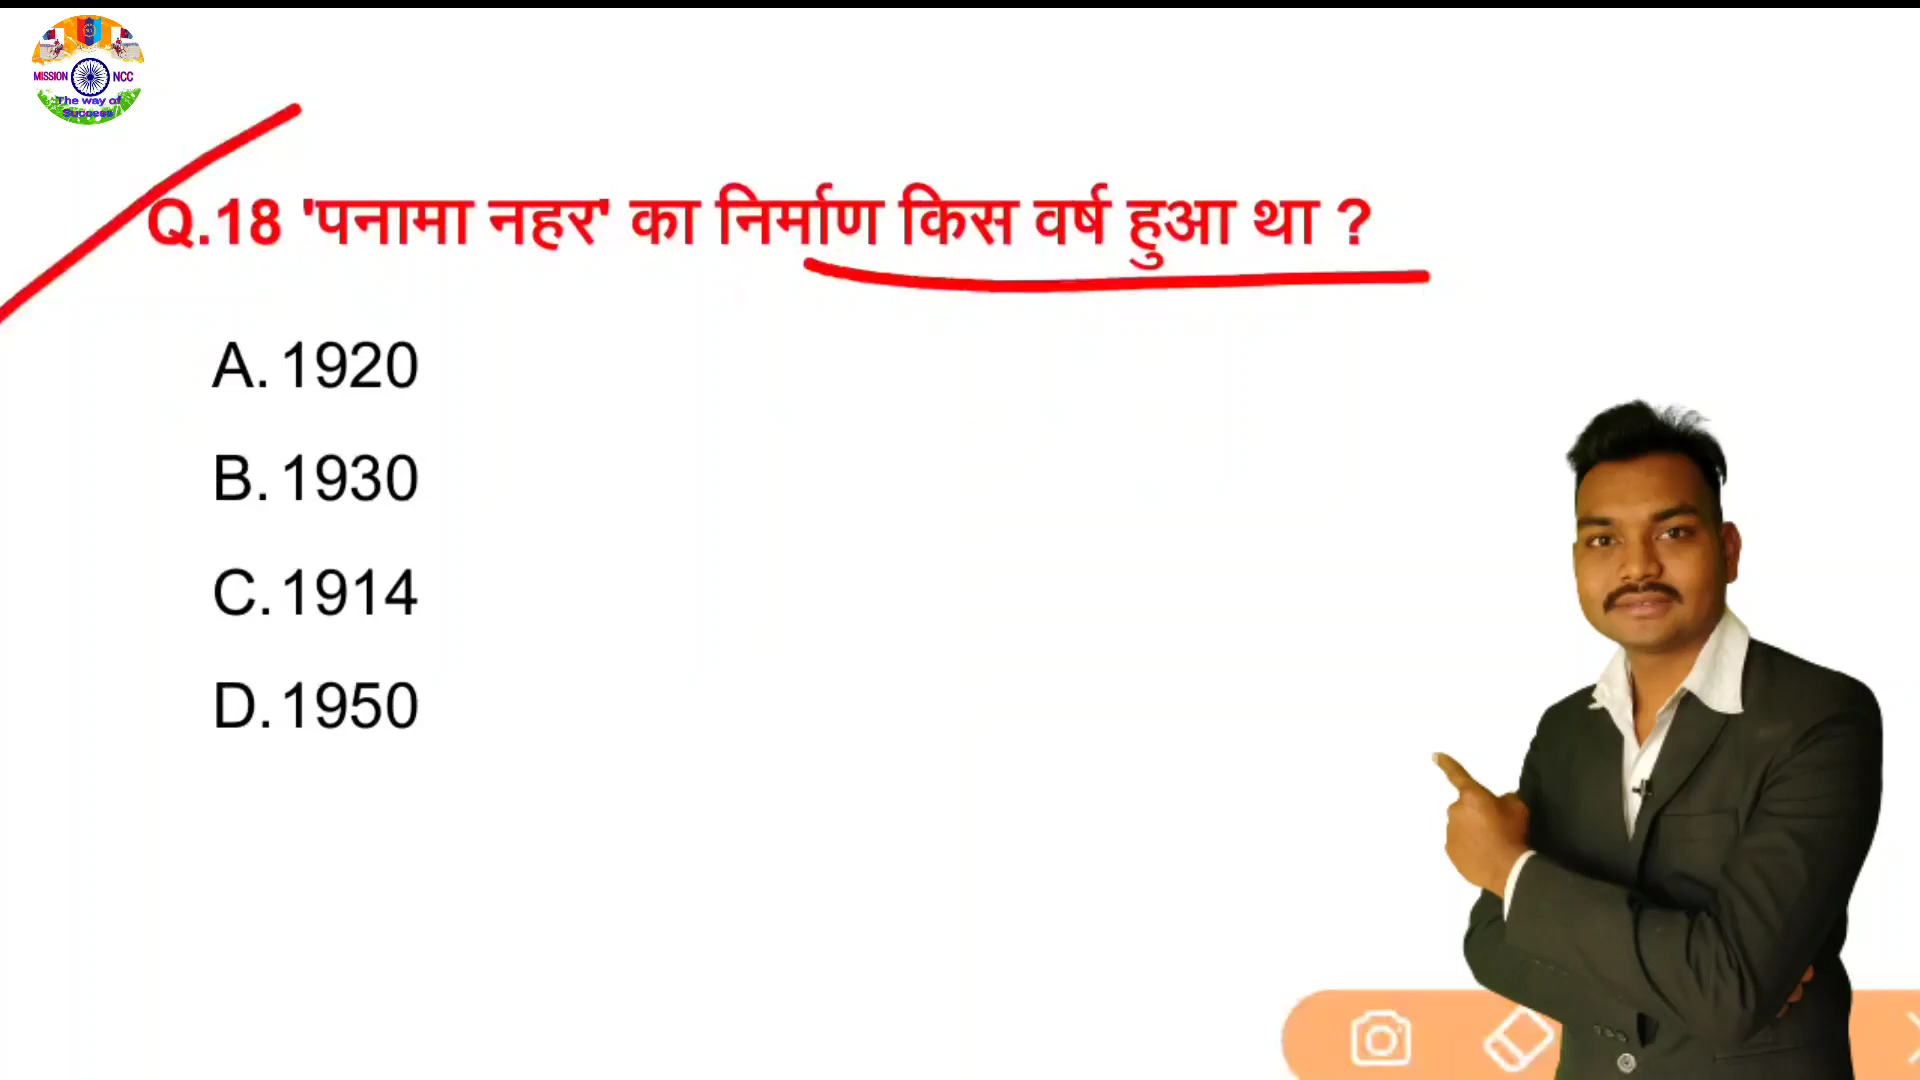 MISSION NCC
The way of
Success
Q.18 'पनामा नहर' का निर्माण किस वर्ष हुआ था ?
A. 1920
B. 1930
C. 1914
D. 1950